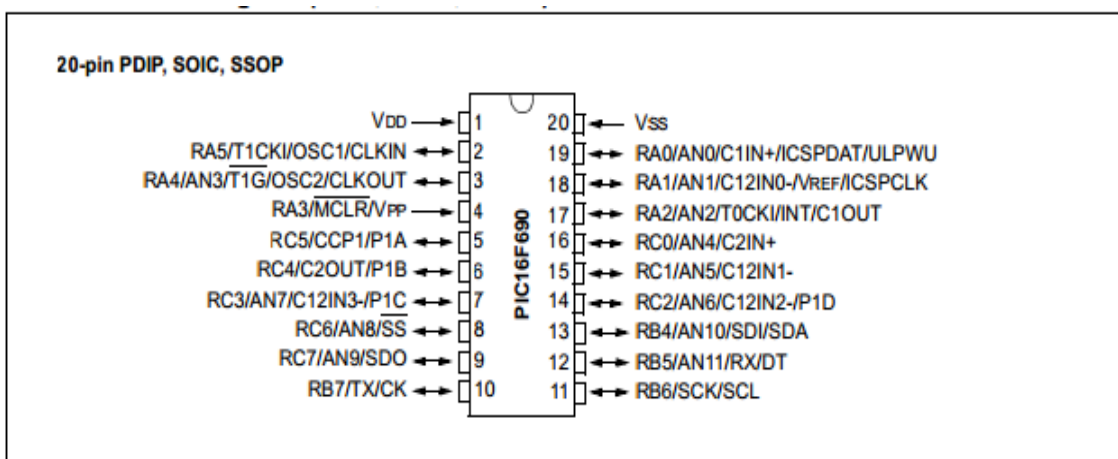 20-pin PDIP, SOIC, SSOP
VDD 1 20 VSS
RA5/T1CKI/OSC1/CLKIN 2 19 RA0/AN0/C1IN+/ICSPDAT/ULPWU
RA4/AN3/T1G/OSC2/CLKOUT 3 18 RA1/AN1/C12IN0-/VREF/ICSPCLK
RA3/MCLR/VPP 4 17 RA2/AN2/T0CKI/INT/C1OUT
RC5/CCP1/P1A 5 16 RC0/AN4/C2IN+
RC4/C2OUT/P1B 6 15 RC1/AN5/C12IN1-
RC3/AN7/C12IN3-/P1C 7 14 RC2/AN6/C12IN2-/P1D
RC6/AN8/SS 8 13 RB4/AN10/SDI/SDA
RC7/AN9/SDO 9 12 RB5/AN11/RX/DT
RB7/TX/CK 10 11 RB6/SCK/SCL
PIC16F690